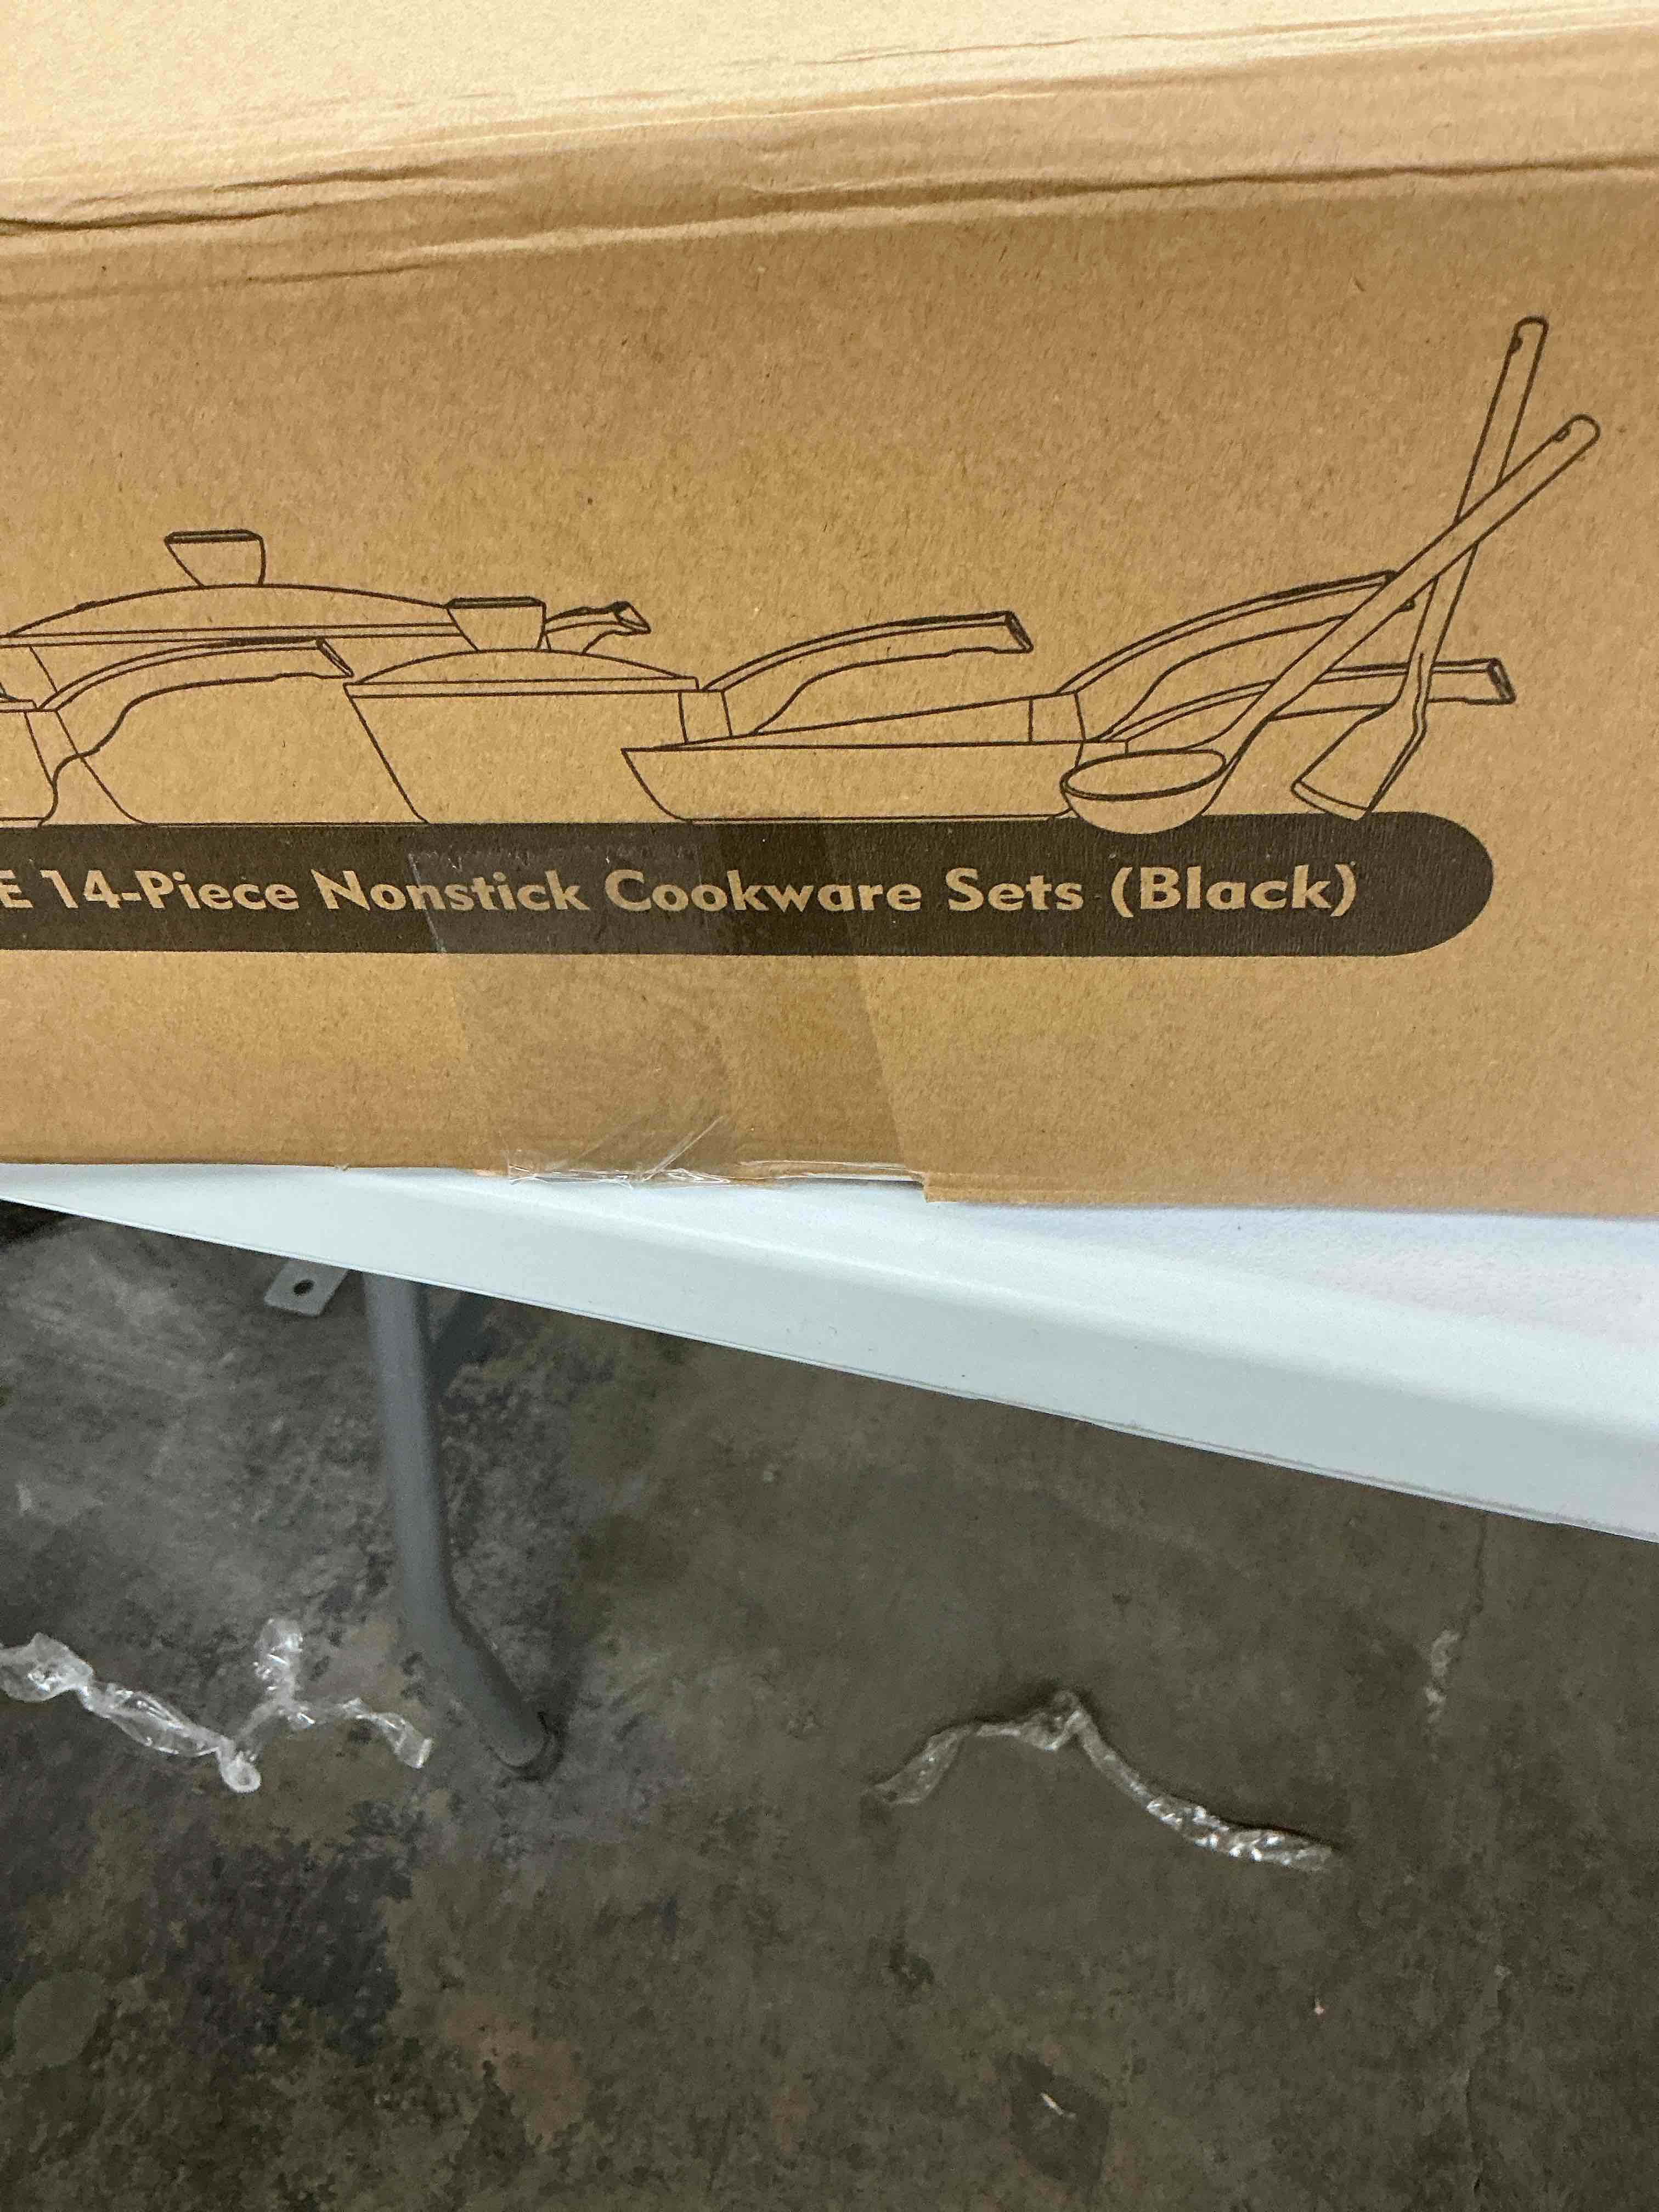 E 14-Piece Nonstick Cookware Sets (Black)